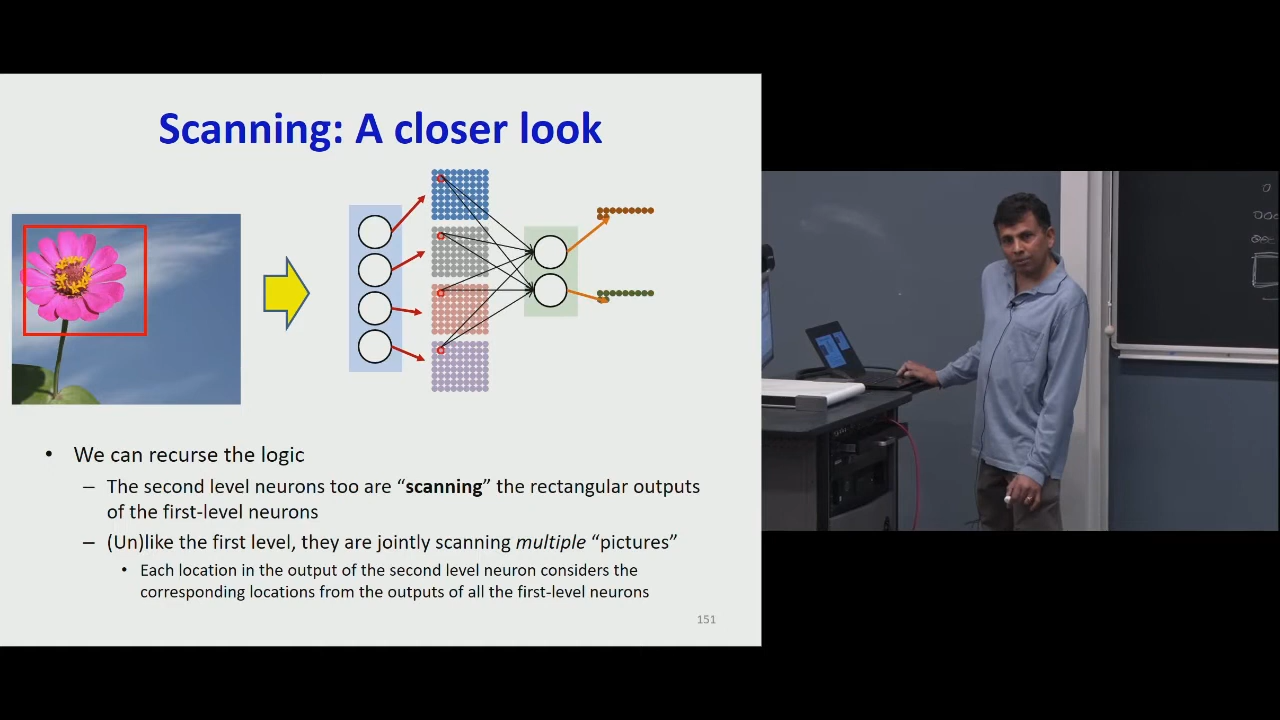 Scanning: A closer look
• We can recurse the logic
– The second level neurons too are “scanning” the rectangular outputs
of the first-level neurons
– (Un)like the first level, they are jointly scanning multiple “pictures”
• Each location in the output of the second level neuron considers the
corresponding locations from the outputs of all the first-level neurons
151